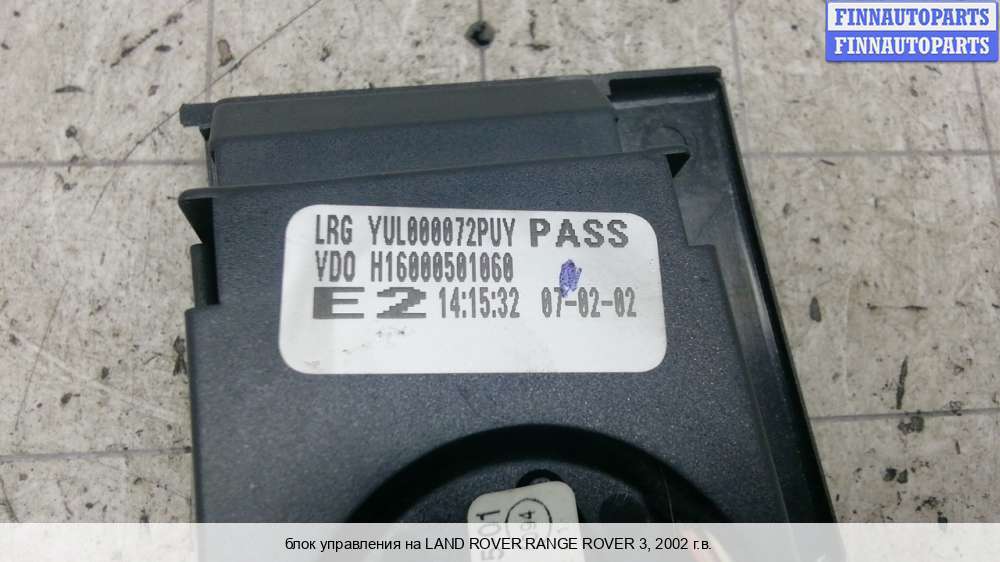 FINNAUTOPARTS
FINNAUTOPARTS
LRG YUL000072PUY PASS
VDO H16000501060
E2 14:15:32 07-02-02
94
блок управления на LAND ROVER RANGE ROVER 3, 2002 г.в.